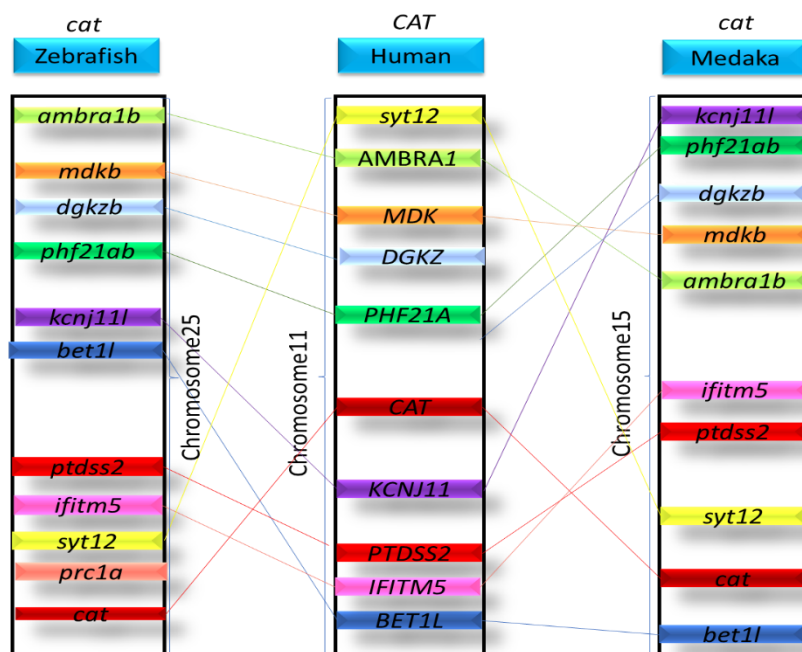 cat
Zebrafish
ambra1b
mdkb
dgkzb
phf21ab
kcnj11l
bet1l
ptdss2
ifitm5
syt12
prc1a
cat
Chromosome25
CAT
Human
Chromosome11
syt12
AMBRA1
MDK
DGKZ
PHF21A
CAT
KCNJ11
PTDSS2
IFITM5
BET1L
cat
Medaka
Chromosome15
kcnj11l
phf21ab
dgkzb
mdkb
ambra1b
ifitm5
ptdss2
syt12
cat
bet1l